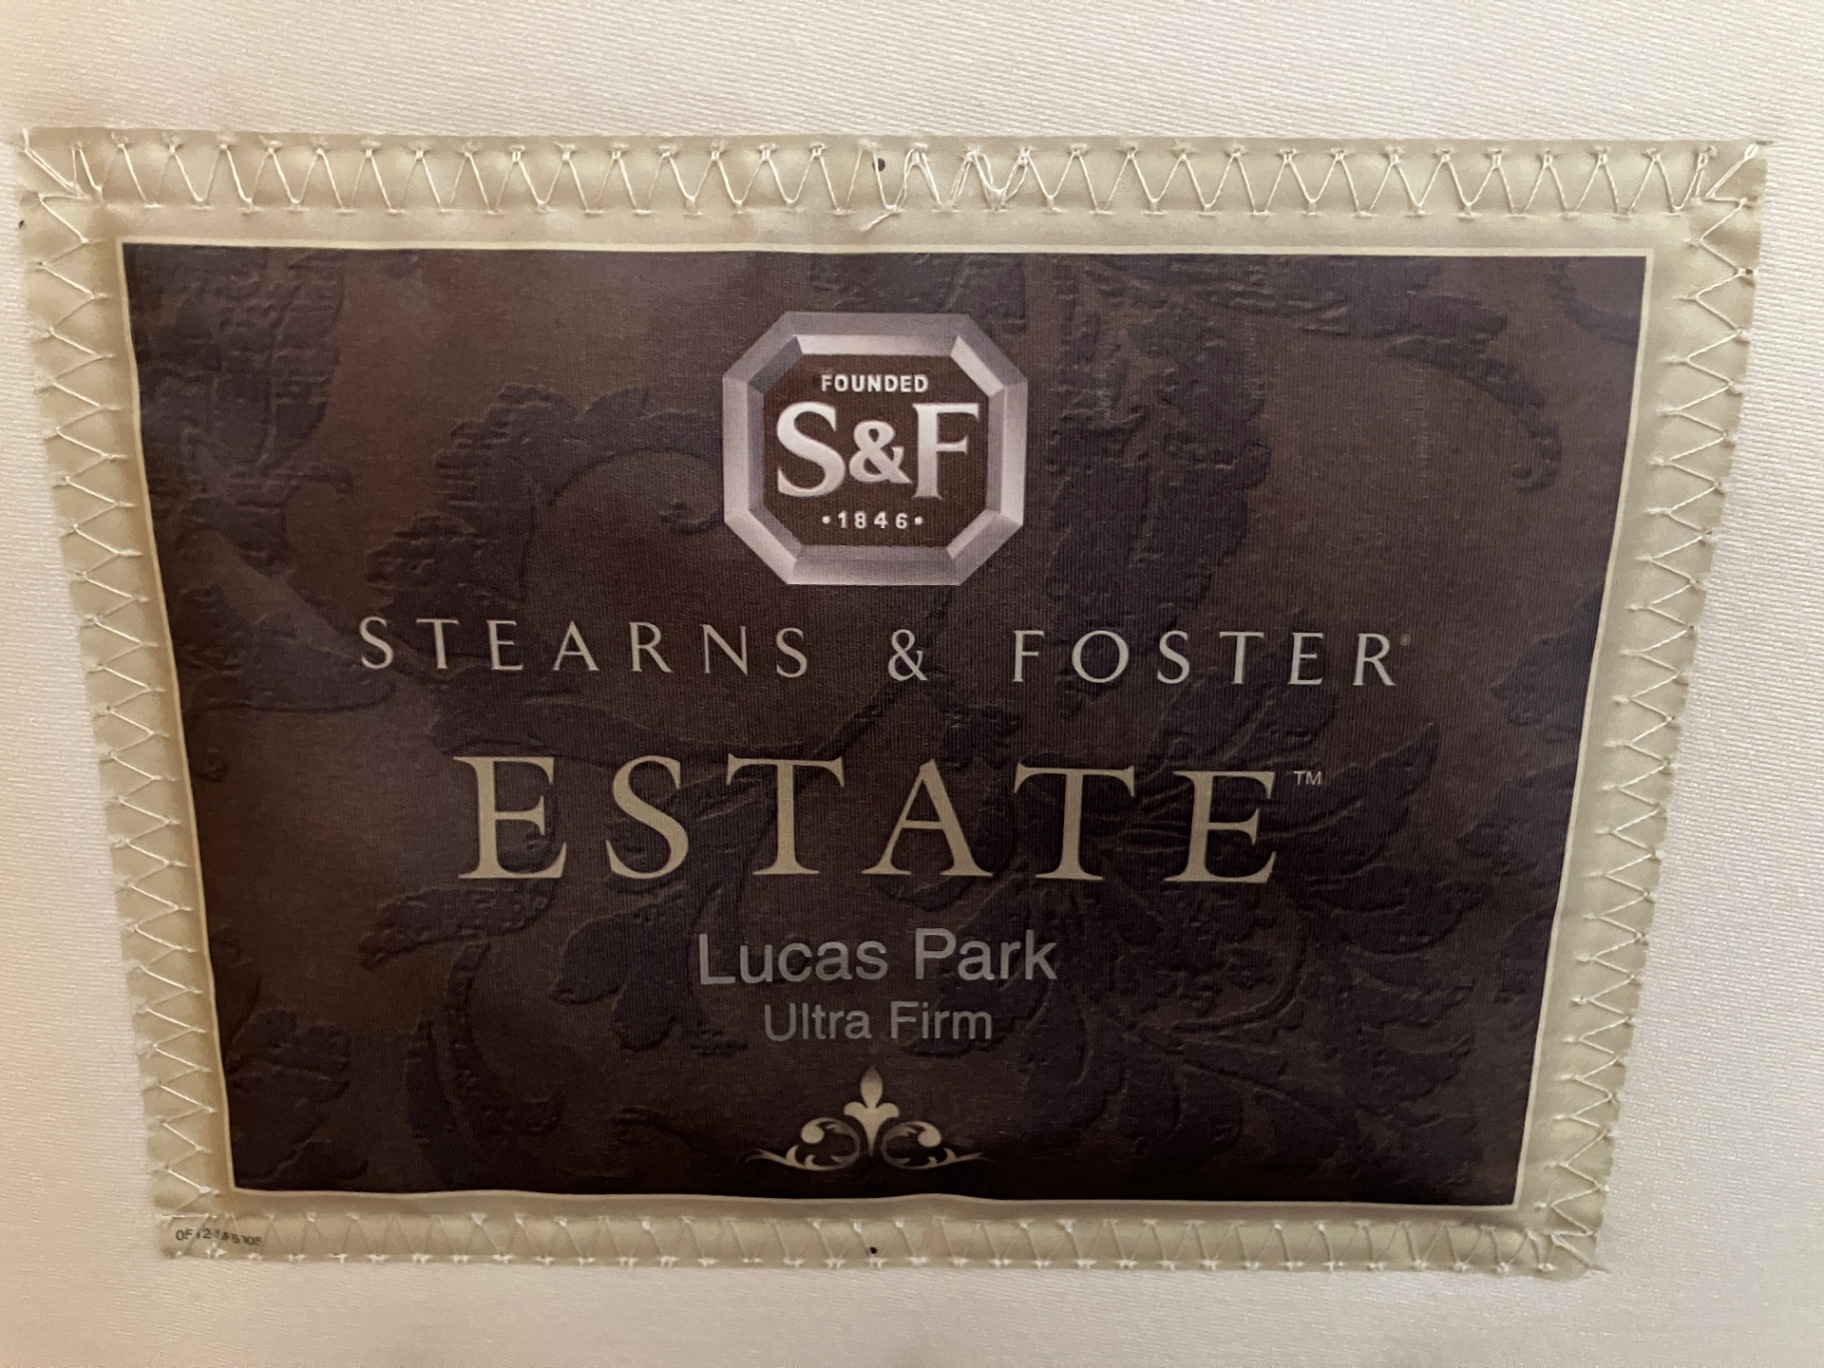 FOUNDED
S&F
•1846•
STEARNS & FOSTER
ESTATE™
Lucas Park
Ultra Firm